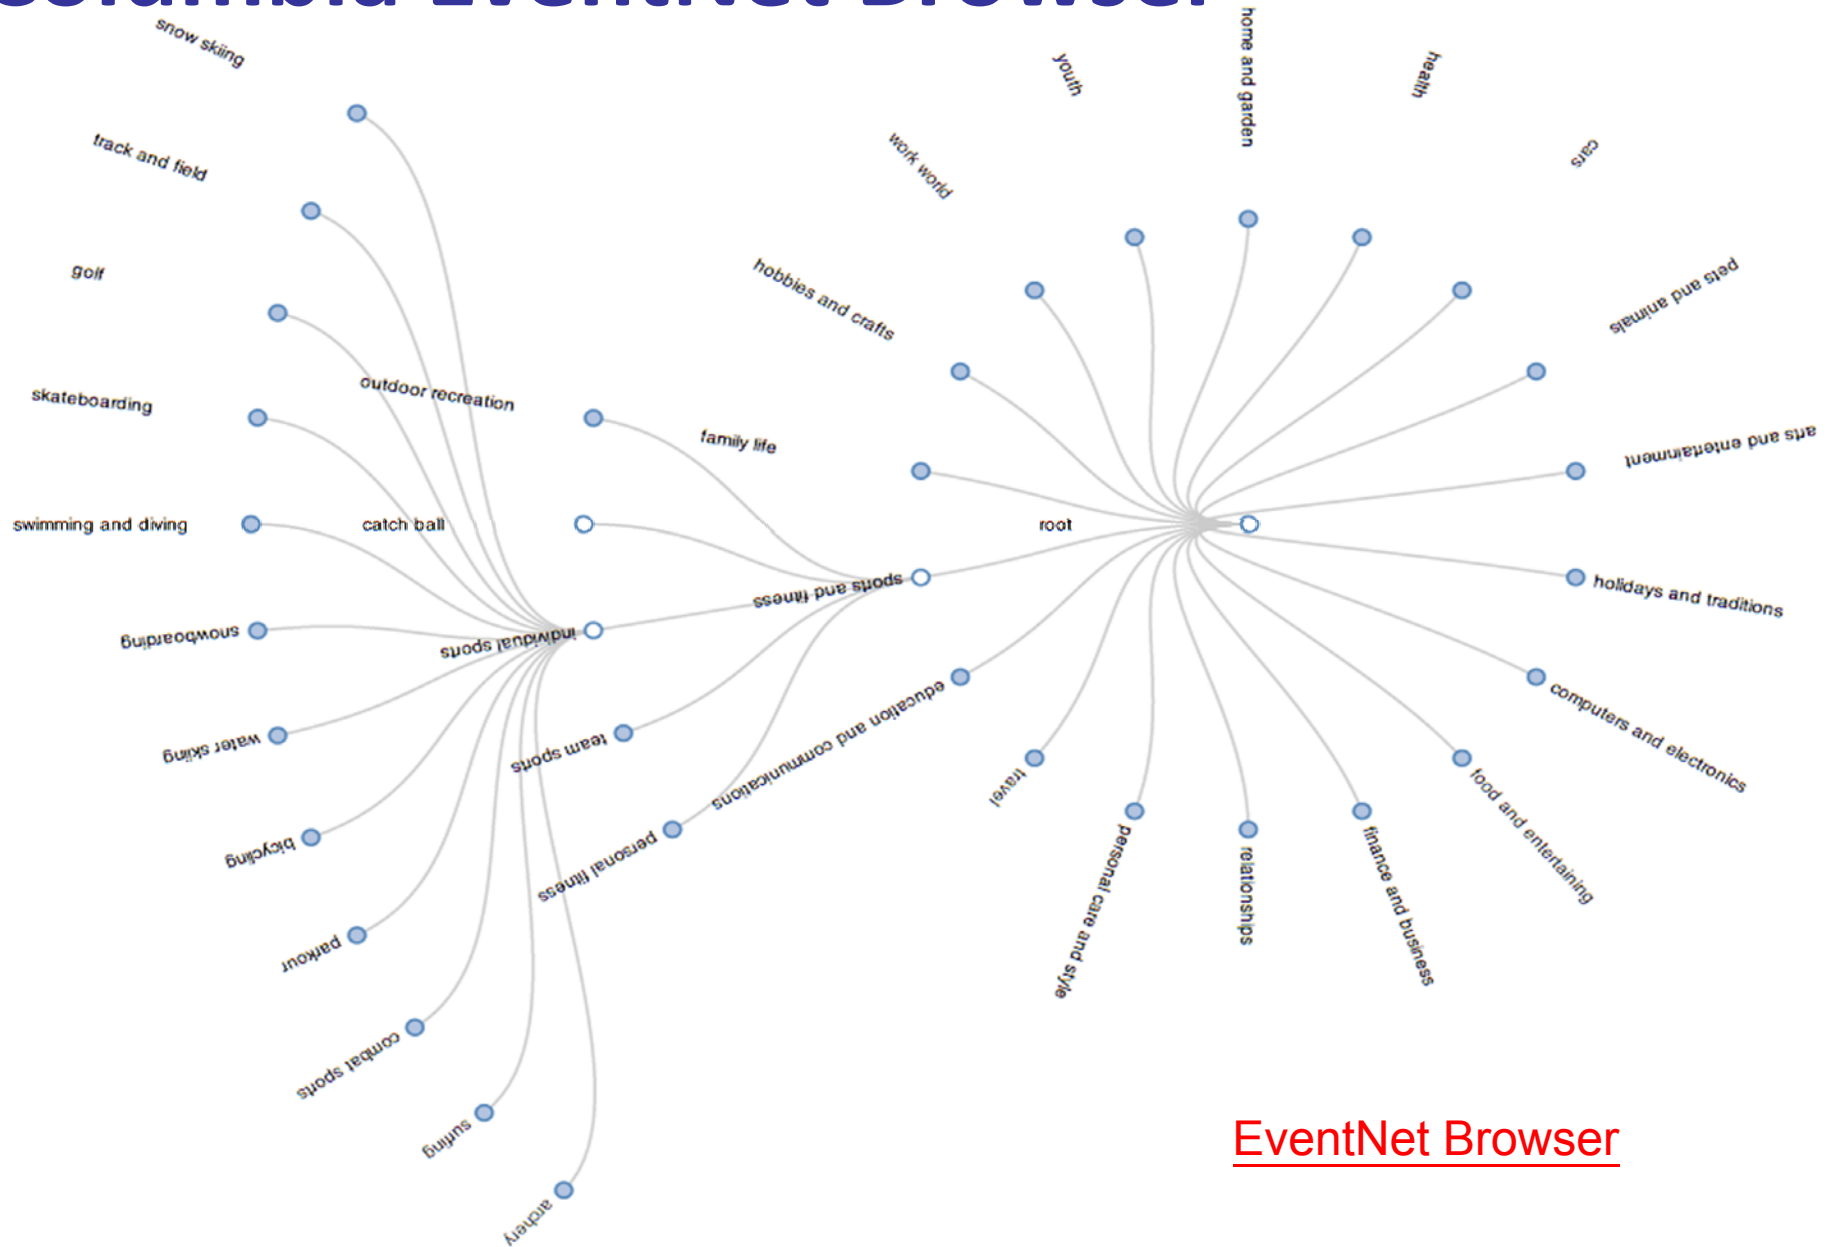 Columbia EventNet Browser
snow skiing
track and field
golf
skateboarding
swimming and diving
snowboarding
water skiing
bicycling
parkour
combat sports
surfing
archery
outdoor recreation
catch ball
individual sports
team sports
personal fitness
family life
sports and fitness
hobbies and crafts
work world
youth
home and garden
health
cars
pets and animals
arts and entertainment
root
holidays and traditions
computers and electronics
food and entertaining
finance and business
relationships
personal care and style
travel
education and communications
EventNet Browser